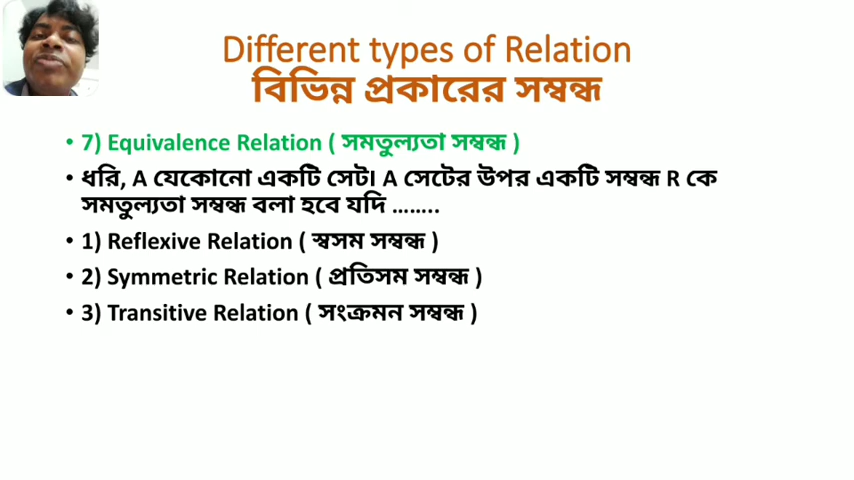 Different types of Relation
বিভিন্ন প্রকারের সম্বন্ধ
• 7) Equivalence Relation ( সমতুল্যতা সম্বন্ধ )
• ধরি, A যেকোনো একটি সেট। A সেটের উপর একটি সম্বন্ধ R কে
সমতুল্যতা সম্বন্ধ বলা হবে যদি ……..
• 1) Reflexive Relation ( স্বসম সম্বন্ধ )
• 2) Symmetric Relation ( প্রতিসম সম্বন্ধ )
• 3) Transitive Relation ( সংক্রমন সম্বন্ধ )